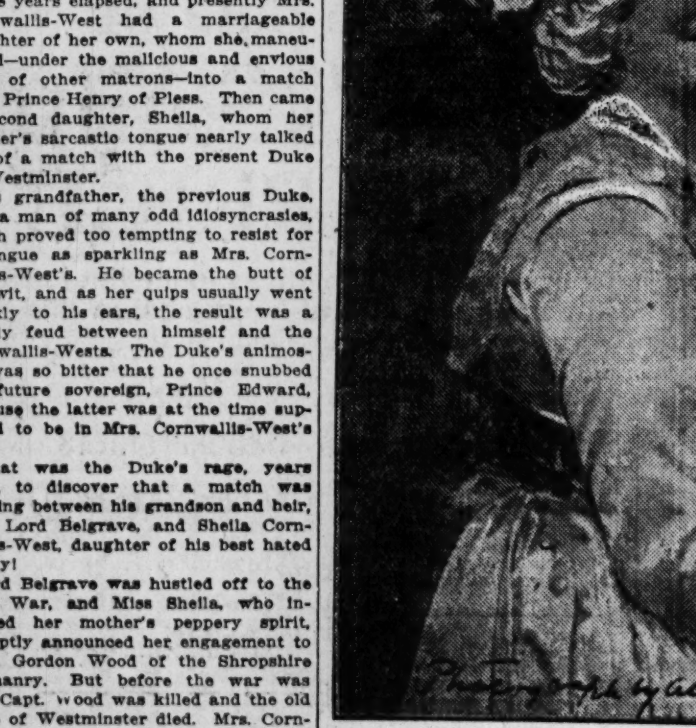 years elapsed, and presently Mrs.
wallis-West had a marriageable
hter of her own, whom she maneu-
l—under the malicious and envious
of other matrons—into a match
Prince Henry of Pless. Then came
cond daughter, Sheila, whom her
er's sarcastic tongue nearly talked
of a match with the present Duke
Westminster.
grandfather, the previous Duke,
a man of many odd idiosyncrasies,
h proved too tempting to resist for
ngue as sparkling as Mrs. Corn-
s-West's. He became the butt of
wit, and as her quips usually went
tly to his ears, the result was a
ly feud between himself and the
wallis-Wests. The Duke's animos-
was so bitter that he once snubbed
future sovereign, Prince Edward,
use the latter was at the time sup-
d to be in Mrs. Cornwallis-West's
at was the Duke's rage, years
to discover that a match was
ing between his grandson and heir,
Lord Belgrave, and Sheila Corn-
s-West, daughter of his best hated
y!
d Belgrave was hustled off to the
War, and Miss Sheila, who in-
ed her mother's peppery spirit,
ptly announced her engagement to
Gordon Wood of the Shropshire
manry. But before the war was
Capt. Wood was killed and the old
of Westminster died. Mrs. Corn-
Photograph by